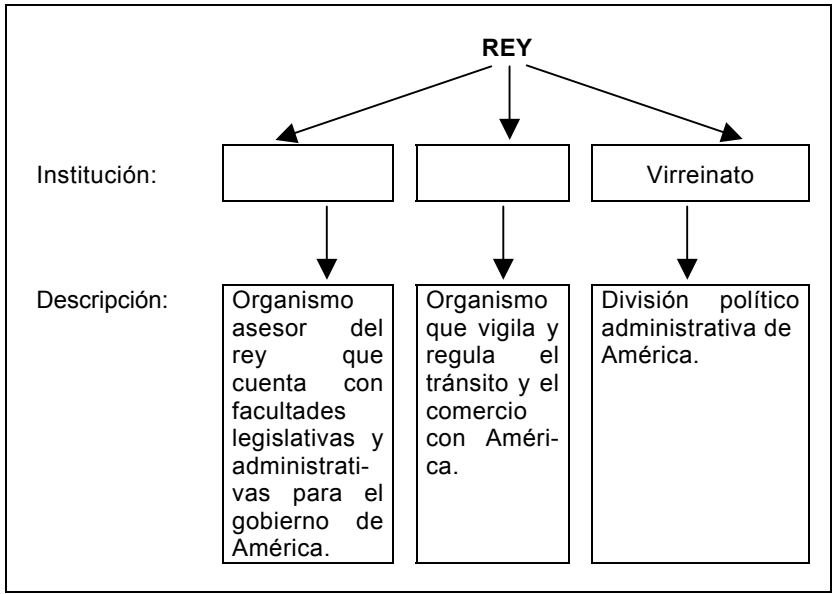 REY
Institución:
Virreinato
Descripción:
Organismo
asesor del
rey que
cuenta con
facultades
legislativas y
administrati-
vas para el
gobierno de
América.
Organismo
que vigila y
regula el
tránsito y el
comercio
con Améri-
ca.
División político
administrativa de
América.